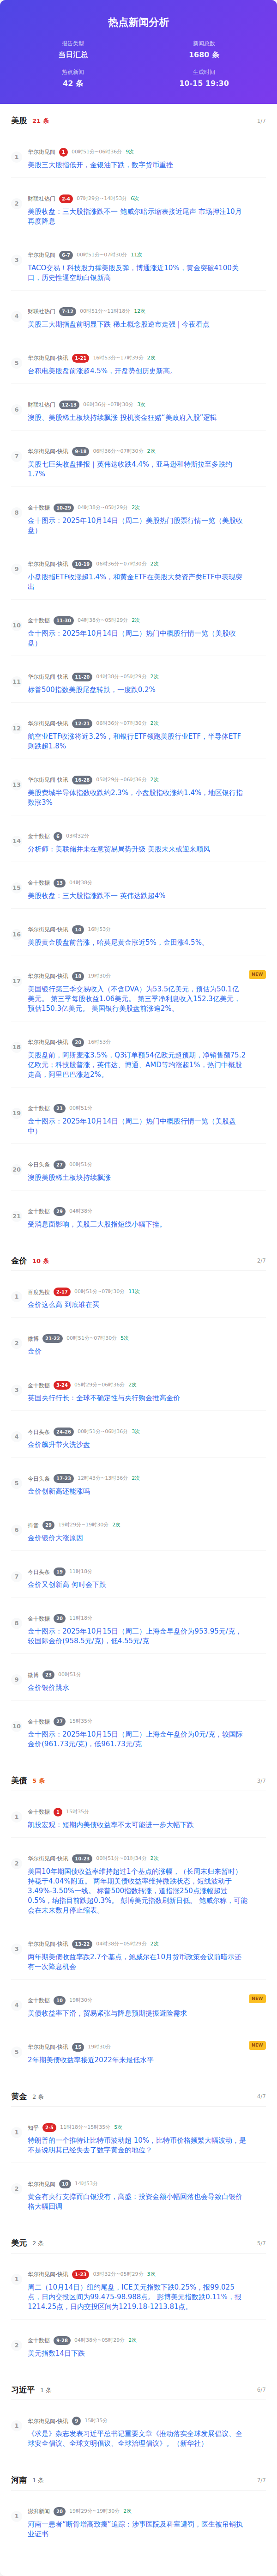 热点新闻分析
报告类型
新闻总数
当日汇总
1680 条
热点新闻
生成时间
42 条
10-15 19:30
美股 21 条
1/7
1
华尔街见闻 1 00时51分~06时36分 9次
美股三大股指低开，金银油下跌，数字货币重挫
2
财联社热门 2-4 07时29分~14时53分 6次
美股收盘：三大股指涨跌不一 鲍威尔暗示缩表接近尾声 市场押注10月
再度降息
3
华尔街见闻 6-7 00时51分~07时30分 11次
TACO交易！科技股力撑美股反弹，博通涨近10%，黄金突破4100关
口，历史性逼空助白银新高
4
财联社热门 7-12 00时51分~11时18分 12次
美股三大期指盘前明显下跌 稀土概念股逆市走强 | 今夜看点
5
华尔街见闻-快讯 1-21 16时53分~17时39分 2次
台积电美股盘前涨超4.5%，开盘势创历史新高。
6
财联社热门 12-13 06时36分~07时30分 3次
澳股、美股稀土板块持续飙涨 投机资金狂赌“美政府入股”逻辑
7
华尔街见闻-快讯 9-18 06时36分~07时30分 2次
美股七巨头收盘播报｜英伟达收跌4.4%，亚马逊和特斯拉至多跌约
1.7%
8
金十数据 10-29 04时38分~05时29分 2次
金十图示：2025年10月14日（周二）美股热门股票行情一览（美股收
盘）
9
华尔街见闻-快讯 10-19 06时36分~07时30分 2次
小盘股指ETF收涨超1.4%，和黄金ETF在美股大类资产类ETF中表现突
出
10
金十数据 11-30 04时38分~05时29分 2次
金十图示：2025年10月14日（周二）热门中概股行情一览（美股收
盘）
11
华尔街见闻-快讯 11-20 04时38分~05时29分 2次
标普500指数美股尾盘转跌，一度跌0.2%
12
华尔街见闻-快讯 12-21 06时36分~07时30分 2次
航空业ETF收涨将近3.2%，和银行ETF领跑美股行业ETF，半导体ETF
则跌超1.8%
13
华尔街见闻-快讯 16-28 05时29分~06时36分 2次
美股费城半导体指数收跌约2.3%，小盘股指收涨约1.4%，地区银行指
数涨3%
14
金十数据 6 03时32分
分析师：美联储并未在意贸易局势升级 美股未来或迎来顺风
15
金十数据 13 04时38分
美股收盘：三大股指涨跌不一 英伟达跌超4%
16
华尔街见闻-快讯 14 16时53分
美股黄金股盘前普涨，哈莫尼黄金涨近5%，金田涨4.5%。
17
华尔街见闻-快讯 18 19时30分
NEW
美国银行第三季交易收入（不含DVA）为53.5亿美元，预估为50.1亿
美元。 第三季每股收益1.06美元。 第三季净利息收入152.3亿美元，
预估150.3亿美元。 美国银行美股盘前涨逾2%。
18
华尔街见闻-快讯 20 16时53分
美股盘前，阿斯麦涨3.5%，Q3订单额54亿欧元超预期，净销售额75.2
亿欧元；科技股普涨，英伟达、博通、AMD等均涨超1%，热门中概股
走高，阿里巴巴涨超2%。
19
金十数据 21 00时51分
金十图示：2025年10月14日（周二）热门中概股行情一览（美股盘
中）
20
今日头条 27 00时51分
澳股美股稀土板块持续飙涨
21
金十数据 29 04时38分
受消息面影响，美股三大股指短线小幅下挫。
金价 10 条
2/7
1
百度热搜 2-17 00时51分~07时30分 11次
金价这么高 到底谁在买
2
微博 21-22 00时51分~07时30分 5次
金价
3
金十数据 3-24 05时29分~06时36分 2次
英国央行行长：全球不确定性与央行购金推高金价
4
今日头条 24-26 00时51分~06时36分 3次
金价飙升带火洗沙盘
5
今日头条 17-23 12时43分~13时36分 2次
金价创新高还能涨吗
6
抖音 29 19时29分~19时30分 2次
金价银价大涨原因
7
今日头条 19 11时18分
金价又创新高 何时会下跌
8
金十数据 20 11时18分
金十图示：2025年10月15日（周三）上海金早盘价为953.95元/克，
较国际金价(958.5元/克)，低4.55元/克
9
微博 23 00时51分
金价银价跳水
10
金十数据 27 15时35分
金十图示：2025年10月15日（周三）上海金午盘价为0元/克，较国际
金价(961.73元/克)，低961.73元/克
美债 5 条
3/7
1
金十数据 1 15时35分
凯投宏观：短期内美债收益率不太可能进一步大幅下跌
2
华尔街见闻-快讯 10-23 00时51分~01时34分 2次
美国10年期国债收益率维持超过1个基点的涨幅，（长周末归来暂时）
持稳于4.04%附近。 两年期美债收益率维持微跌状态，短线波动于
3.49%-3.50%一线。 标普500指数转涨，道指涨250点涨幅超过
0.5%，纳指目前跌超0.3%。 彭博美元指数刷新日低。 鲍威尔称，可能
会在未来数月停止缩表。
3
华尔街见闻-快讯 13-22 04时38分~05时29分 2次
两年期美债收益率跌2.7个基点，鲍威尔在10月货币政策会议前暗示还
有一次降息机会
4
金十数据 10 19时30分
NEW
美债收益率下滑，贸易紧张与降息预期提振避险需求
5
华尔街见闻-快讯 15 19时30分
NEW
2年期美债收益率接近2022年来最低水平
黄金 2 条
4/7
1
知乎 2-5 11时18分~15时35分 5次
特朗普的一个推特让比特币波动超 10%，比特币价格频繁大幅波动，是
不是说明其已经失去了数字黄金的地位？
2
华尔街见闻 10 14时53分
黄金有央行支撑而白银没有，高盛：投资金额小幅回落也会导致白银价
格大幅回调
美元 2 条
5/7
1
华尔街见闻-快讯 1-23 03时32分~05时29分 3次
周二（10月14日）纽约尾盘，ICE美元指数下跌0.25%，报99.025
点，日内交投区间为99.475-98.988点。 彭博美元指数跌0.11%，报
1214.25点，日内交投区间为1219.18-1213.81点。
2
金十数据 9-28 04时38分~05时29分 2次
美元指数14日下跌
习近平 1 条
6/7
1
华尔街见闻-快讯 9 15时35分
《求是》杂志发表习近平总书记重要文章《推动落实全球发展倡议、全
球安全倡议、全球文明倡议、全球治理倡议》。（新华社）
河南 1 条
7/7
1
澎湃新闻 20 19时29分~19时30分 2次
河南一患者“断骨增高致瘫”追踪：涉事医院及科室遭罚，医生被吊销执
业证书